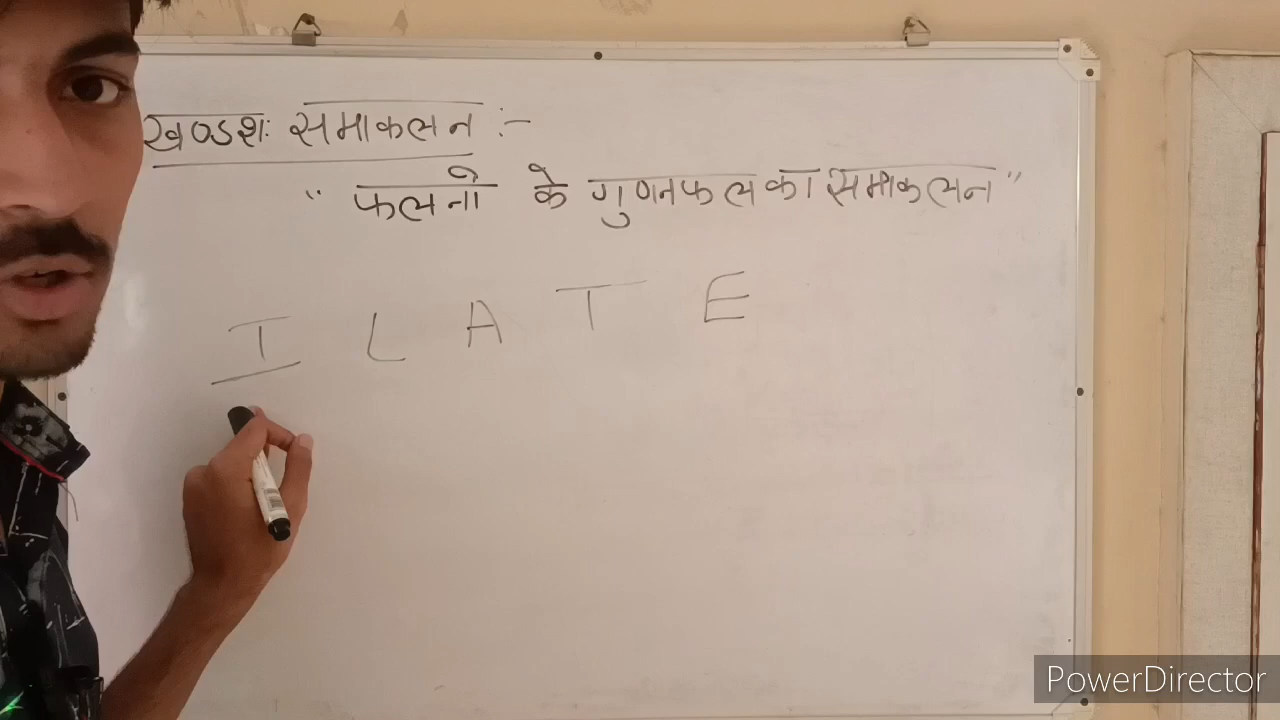 खण्डशः समाकलन :-
" फलनो के गुणनफल का समाकलन "
I L A T E
PowerDirector